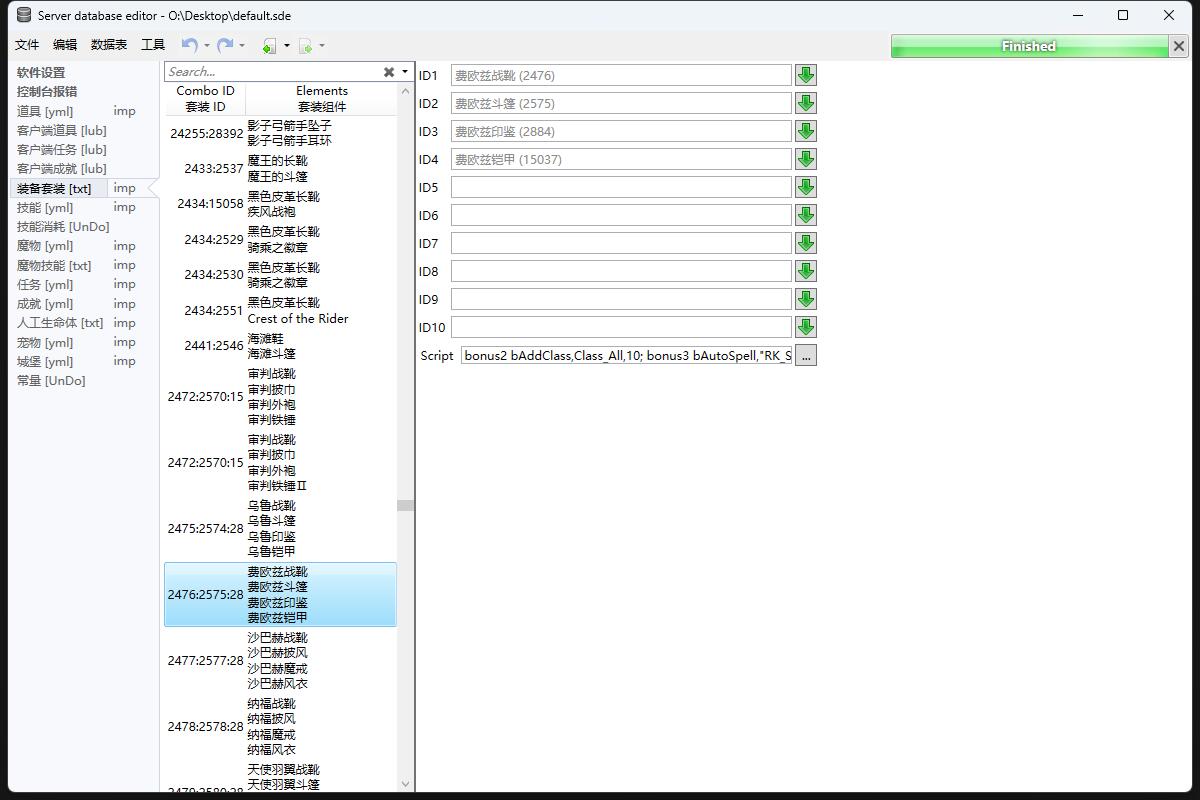 Server database editor - O:\Desktop\default.sde
文件 编辑 数据表 工具
Finished
软件设置
控制台报错
道具 [yml] imp
客户端道具 [lub]
客户端任务 [lub]
客户端成就 [lub]
装备套装 [txt] imp
技能 [yml] imp
技能消耗 [UnDo]
魔物 [yml] imp
魔物技能 [txt] imp
任务 [yml] imp
成就 [yml] imp
人工生命体 [txt] imp
宠物 [yml] imp
城堡 [yml] imp
常量 [UnDo]
Search...
Combo ID Elements
套装 ID 套装组件
24255:28392
影子弓箭手坠子
影子弓箭手耳环
2433:2537
魔王的长靴
魔王的斗篷
2434:15058
黑色皮革长靴
疾风战袍
2434:2529
黑色皮革长靴
骑乘之徽章
2434:2530
黑色皮革长靴
骑乘之徽章
2434:2551
黑色皮革长靴
Crest of the Rider
2441:2546
海滩鞋
海滩斗篷
2472:2570:15
审判战靴
审判披巾
审判外袍
审判铁锤
2472:2570:15
审判战靴
审判披巾
审判外袍
审判铁锤Ⅱ
2475:2574:28
乌鲁战靴
乌鲁斗篷
乌鲁印鉴
乌鲁铠甲
2476:2575:28
费欧兹战靴
费欧兹斗篷
费欧兹印鉴
费欧兹铠甲
2477:2577:28
沙巴赫战靴
沙巴赫披风
沙巴赫魔戒
沙巴赫风衣
2478:2578:28
纳福战靴
纳福披风
纳福魔戒
纳福风衣
2479:2580:28
天使羽翼战靴
天使羽翼斗篷
ID1 费欧兹战靴 (2476)
ID2 费欧兹斗篷 (2575)
ID3 费欧兹印鉴 (2884)
ID4 费欧兹铠甲 (15037)
ID5
ID6
ID7
ID8
ID9
ID10
Script bonus2 bAddClass,Class_All,10; bonus3 bAutoSpell,"RK_S ...